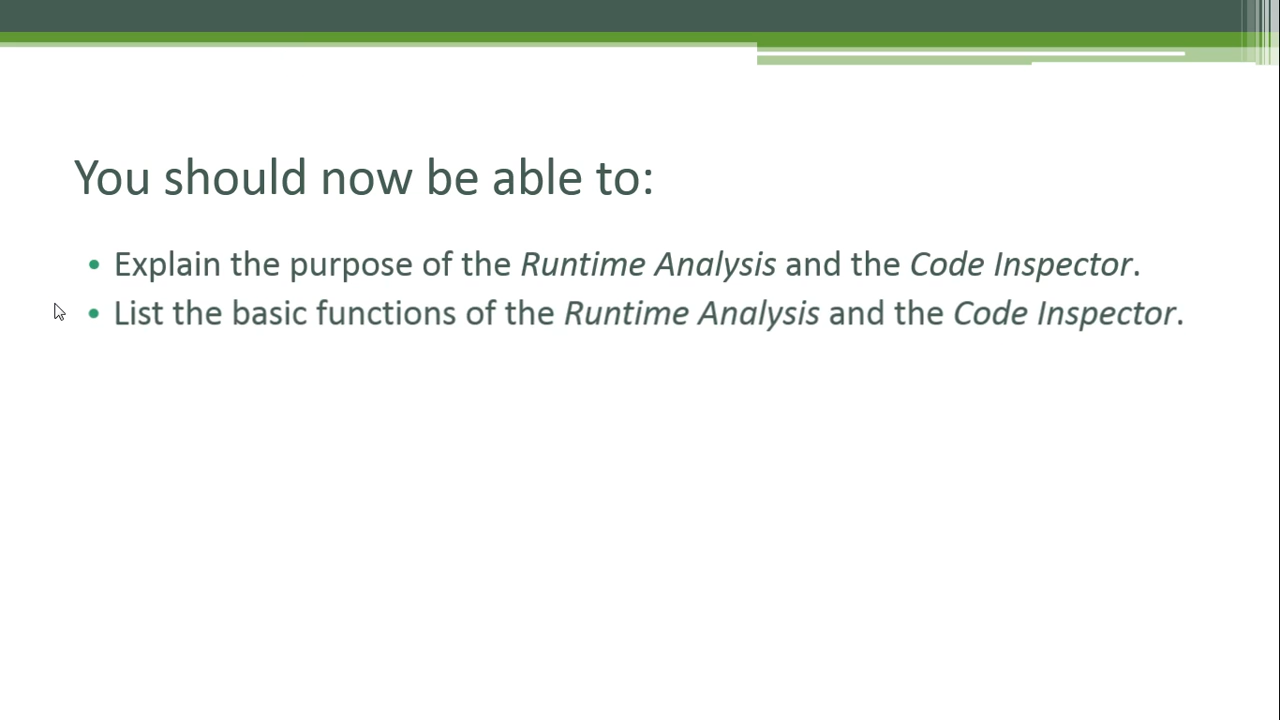 You should now be able to:
• Explain the purpose of the Runtime Analysis and the Code Inspector.
• List the basic functions of the Runtime Analysis and the Code Inspector.